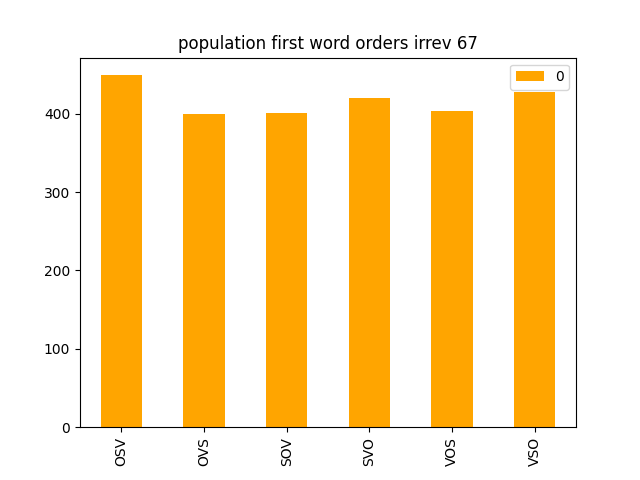 population first word orders irrev 67
0
400
300
200
100
0
OSV
OVS
SOV
SVO
VOS
VSO